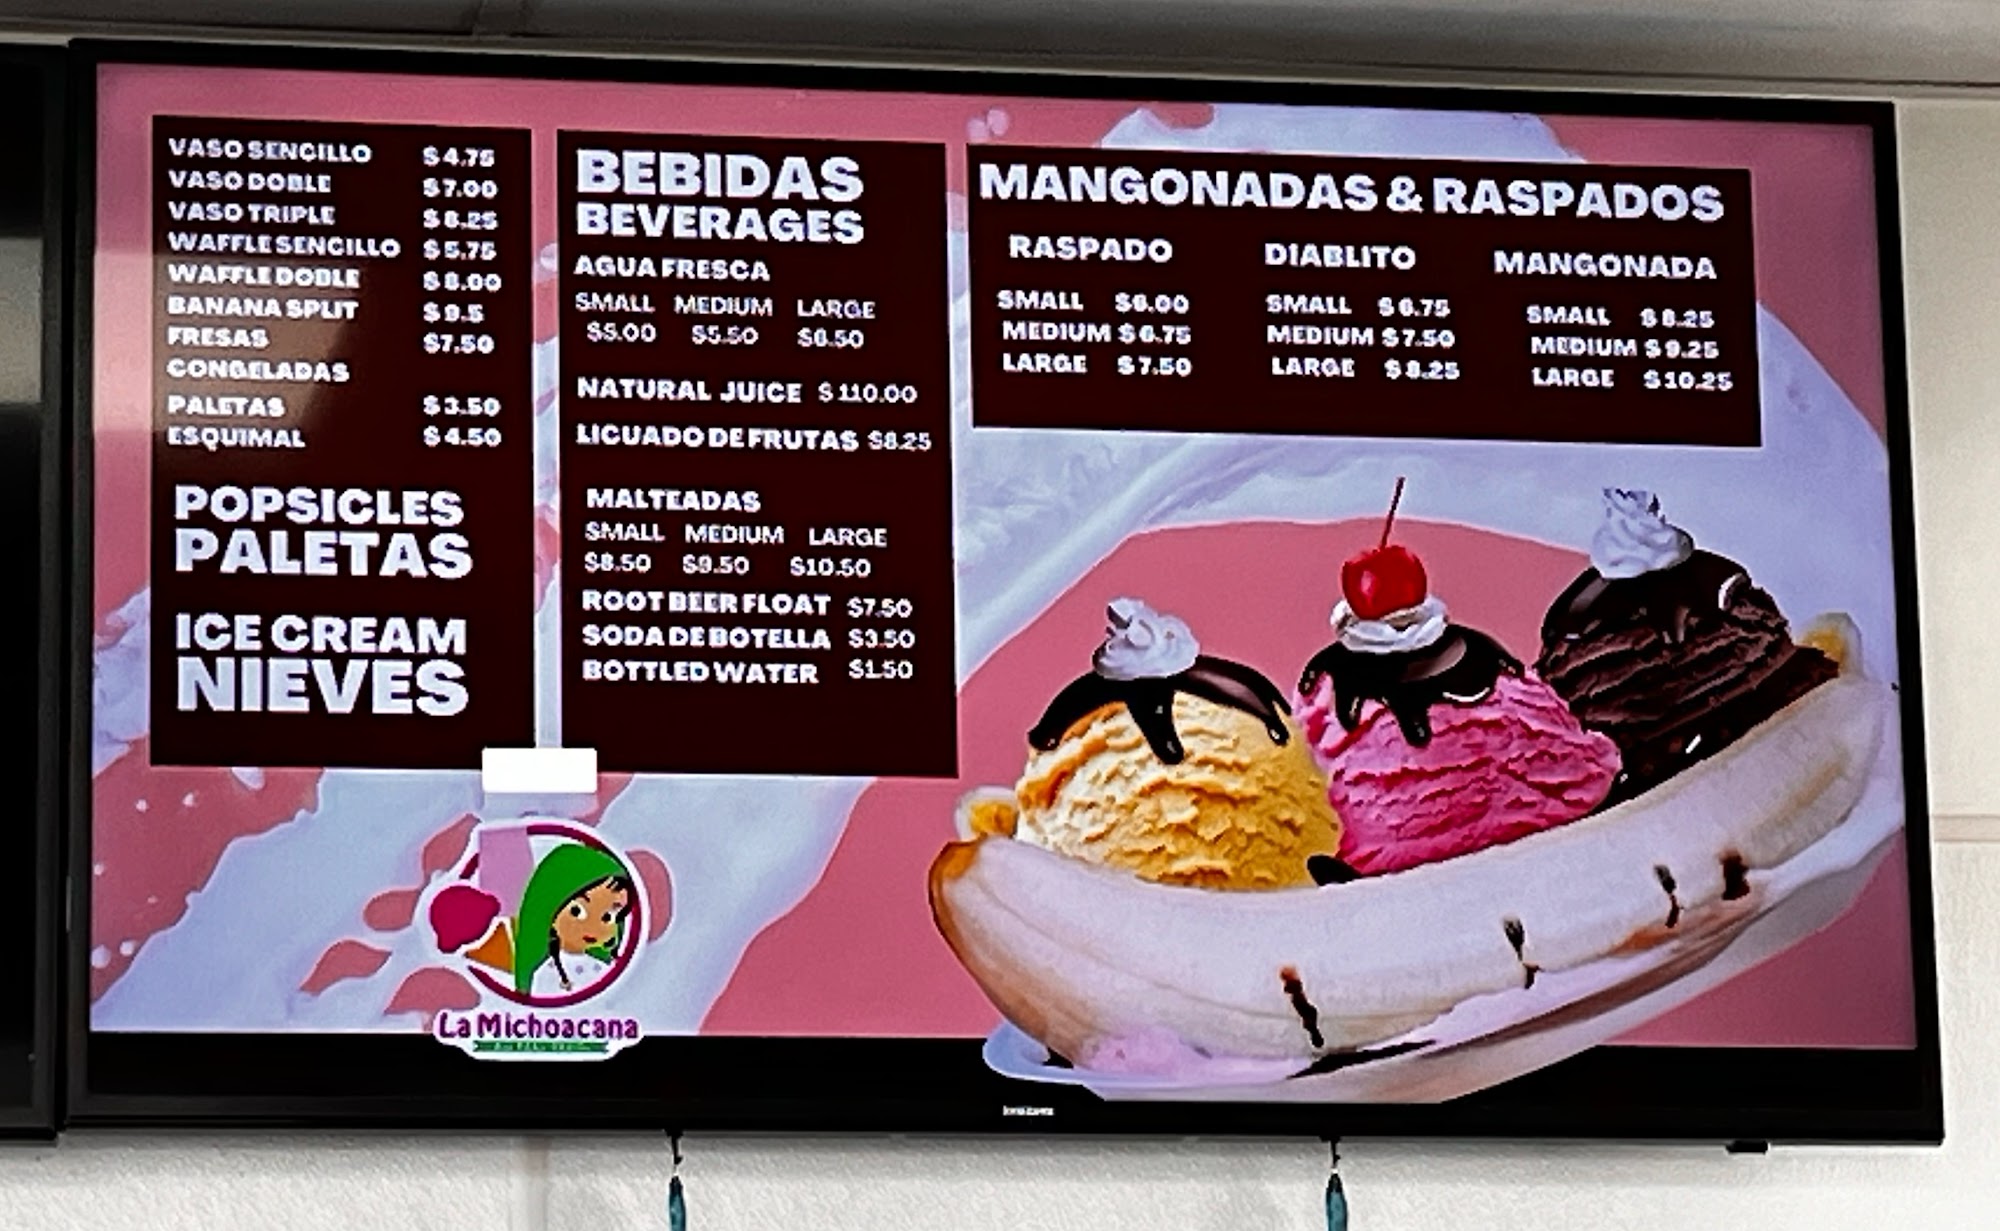 VASO SENCILLO $4.75
VASO DOBLE $7.00
VASO TRIPLE $8.25
WAFFLE SENCILLO $5.75
WAFFLE DOBLE $8.00
BANANA SPLIT $9.5
FRESAS $7.50
CONGELADAS
PALETAS $3.50
ESQUIMAL $4.50
POPSICLES
PALETAS
ICE CREAM
NIEVES
BEBIDAS
BEVERAGES
AGUA FRESCA
SMALL MEDIUM LARGE
$5.00 $5.50 $6.50
NATURAL JUICE $110.00
LICUADO DE FRUTAS $8.25
MALTEADAS
SMALL MEDIUM LARGE
$8.50 $9.50 $10.50
ROOT BEER FLOAT $7.50
SODA DE BOTELLA $3.50
BOTTLED WATER $1.50
MANGONADAS & RASPADOS
RASPADO
SMALL $6.00
MEDIUM $6.75
LARGE $7.50
DIABLITO
SMALL $6.75
MEDIUM $7.50
LARGE $8.25
MANGONADA
SMALL $8.25
MEDIUM $9.25
LARGE $10.25
La Michoacana